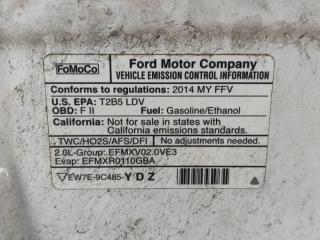 FoMoCo
Ford Motor Company
VEHICLE EMISSION CONTROL INFORMATION
Conforms to regulations: 2014 MY FFV
U.S. EPA: T2B5 LDV
OBD: F II Fuel: Gasoline/Ethanol
California: Not for sale in states with
California emissions standards.
TWC/HO2S/AFS/DFI No adjustments needed.
2.0L-Group: EFMXV02.0VE3
Evap: EFMXR0110GBA
EW7E-9C485-Y D Z